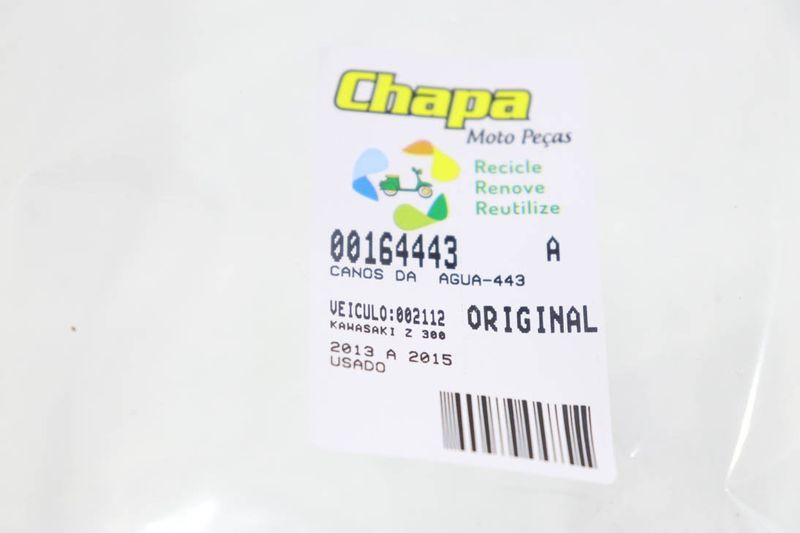 Chapa
Moto Peças
Recicle
Renove
Reutilize
00164443 A
CANOS DA AGUA-443
VEICULO:002112 ORIGINAL
KAWASAKI Z 300
2013 A 2015
USADO